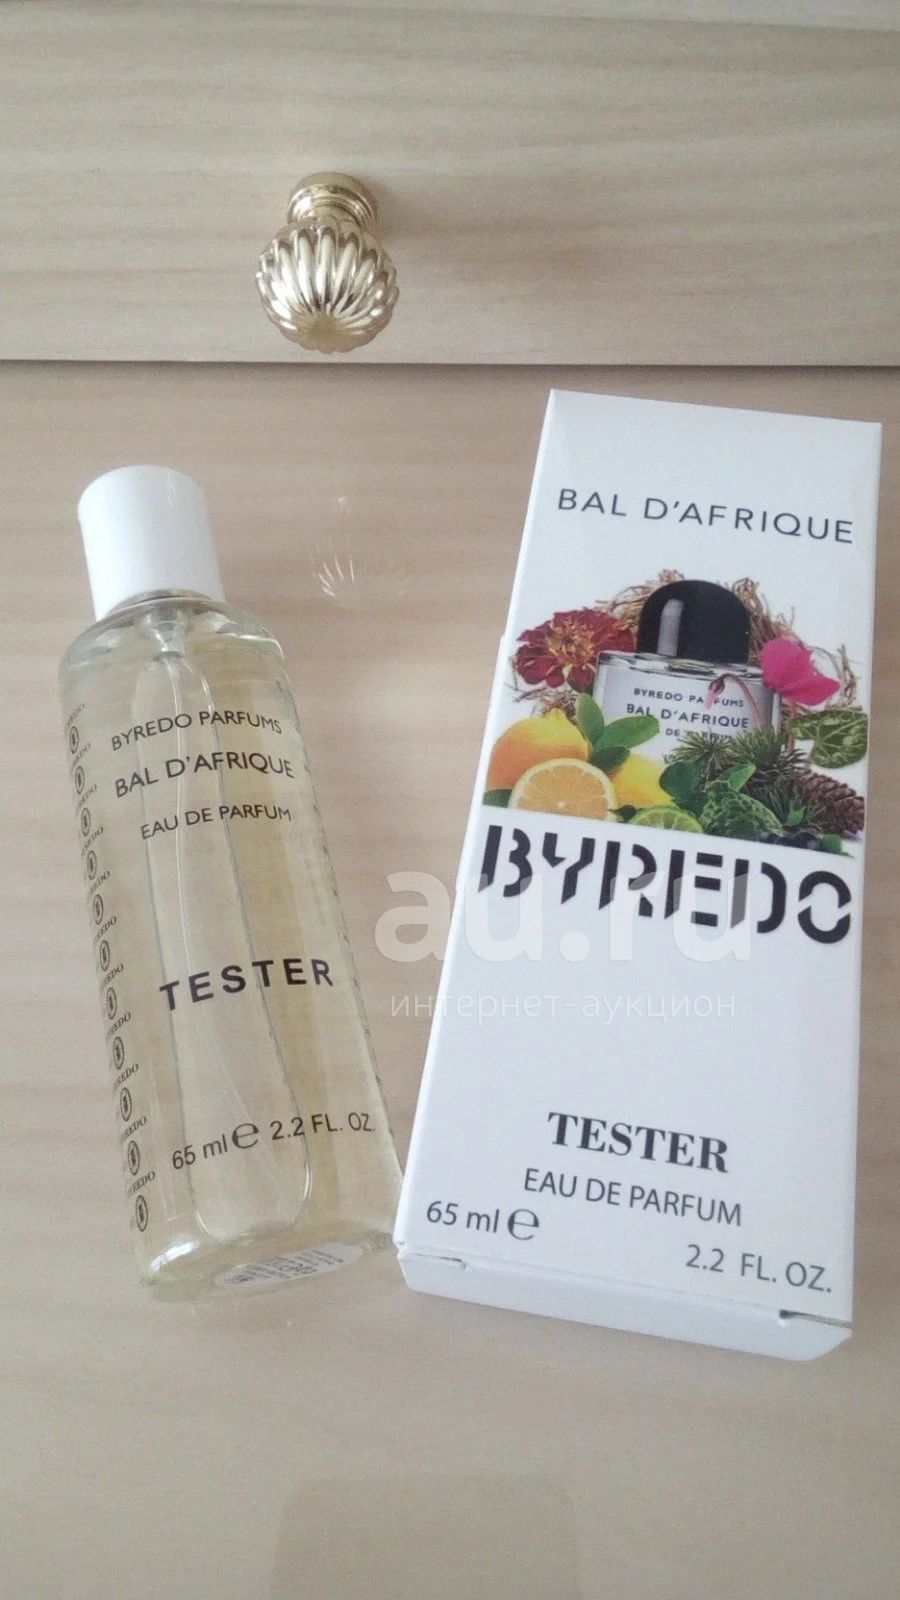 BAL D'AFRIQUE
BYREDO PARFUMS
BAL D'AFRIQUE
BYREDO
TESTER
EAU DE PARFUM
65 ml e
2.2 FL. OZ.
BYREDO PARFUMS
BAL D'AFRIQUE
EAU DE PARFUM
TESTER
65 ml e 2.2 FL. OZ.
au.ru
интернет-аукцион